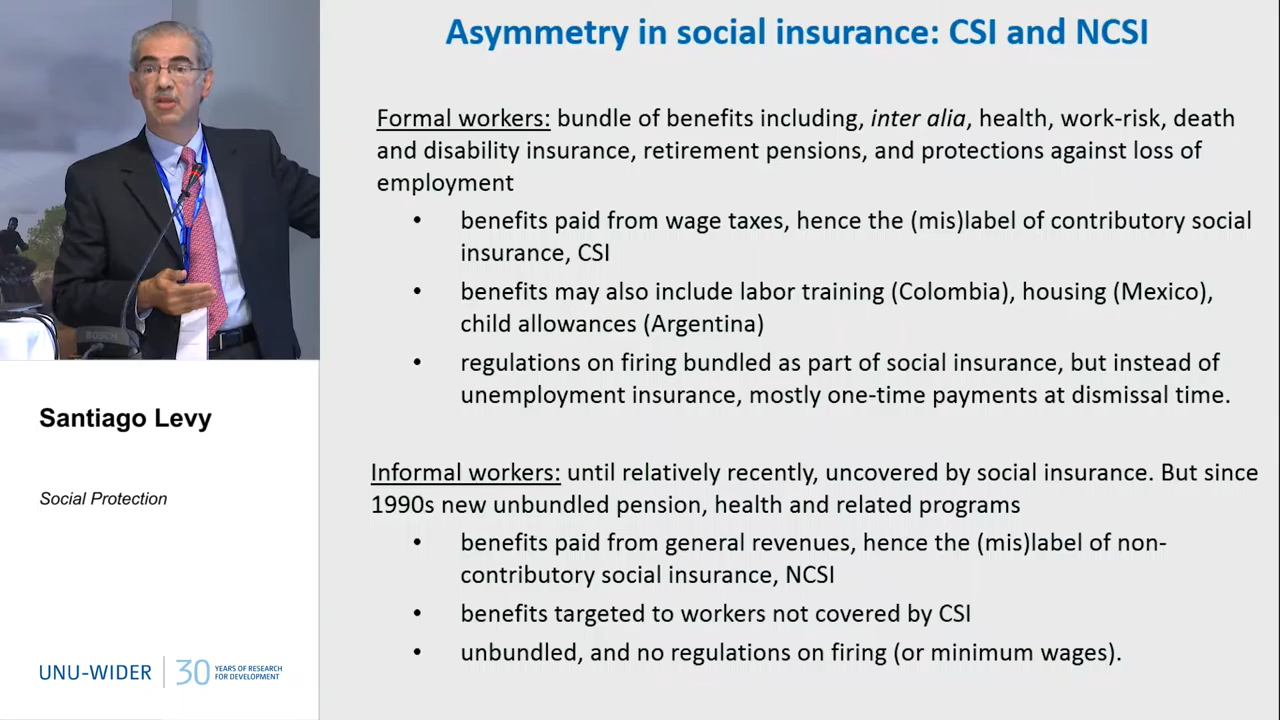 Asymmetry in social insurance: CSI and NCSI
Formal workers: bundle of benefits including, inter alia, health, work-risk, death
and disability insurance, retirement pensions, and protections against loss of
employment
• benefits paid from wage taxes, hence the (mis)label of contributory social
insurance, CSI
• benefits may also include labor training (Colombia), housing (Mexico),
child allowances (Argentina)
• regulations on firing bundled as part of social insurance, but instead of
unemployment insurance, mostly one-time payments at dismissal time.
Informal workers: until relatively recently, uncovered by social insurance. But since
1990s new unbundled pension, health and related programs
• benefits paid from general revenues, hence the (mis)label of non-
contributory social insurance, NCSI
• benefits targeted to workers not covered by CSI
• unbundled, and no regulations on firing (or minimum wages).
BOSCH
Santiago Levy
Social Protection
UNU-WIDER
30 YEARS OF RESEARCH
FOR DEVELOPMENT